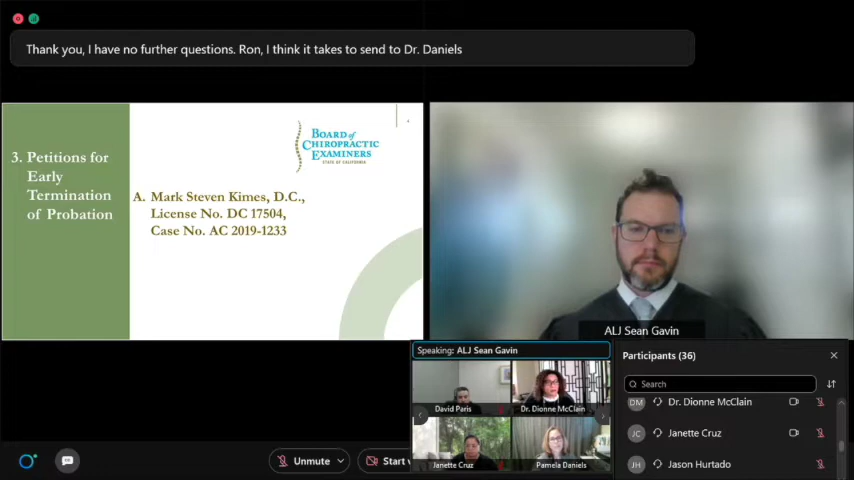 Thank you, I have no further questions. Ron, I think it takes to send to Dr. Daniels
3. Petitions for
Early
Termination
of Probation
BOARD of
CHIROPRACTIC
EXAMINERS
STATE OF CALIFORNIA
A. Mark Steven Kimes, D.C.,
License No. DC 17504,
Case No. AC 2019-1233
ALJ Sean Gavin
Speaking: ALJ Sean Gavin
David Paris
Dr. Dionne McClain
Janette Cruz
Pamela Daniels
Participants (36)
Search
DM Dr. Dionne McClain
JC Janette Cruz
JH Jason Hurtado
Unmute
Start